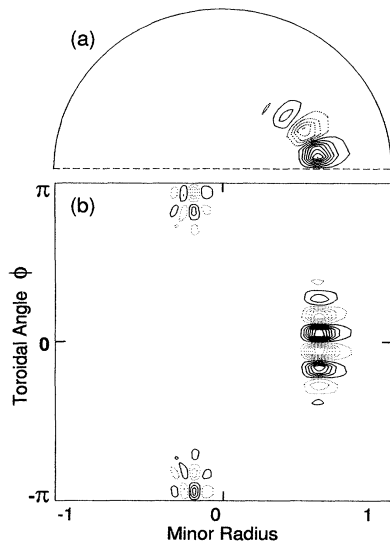 (a)
π
(b)
Toroidal Angle ϕ
0
-π
-1
0
1
Minor Radius